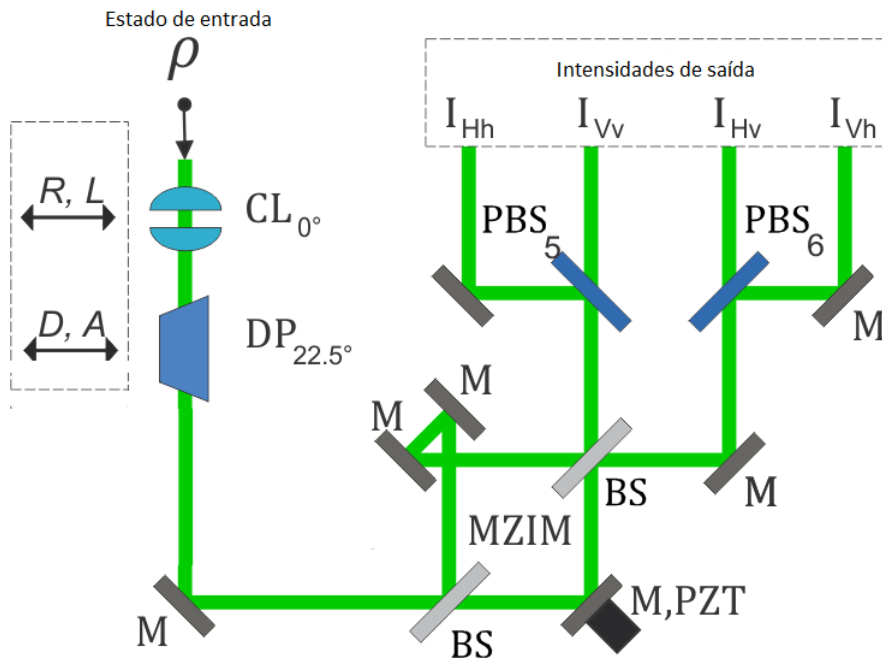 Estado de entrada
ρ
Intensidades de saída
I_Hh I_Vv I_Hv I_Vh
R, L
CL_0°
PBS_5
PBS_6
D, A
DP_22.5°
M
M
M
M
BS
MZIM
M,PZT
M
BS